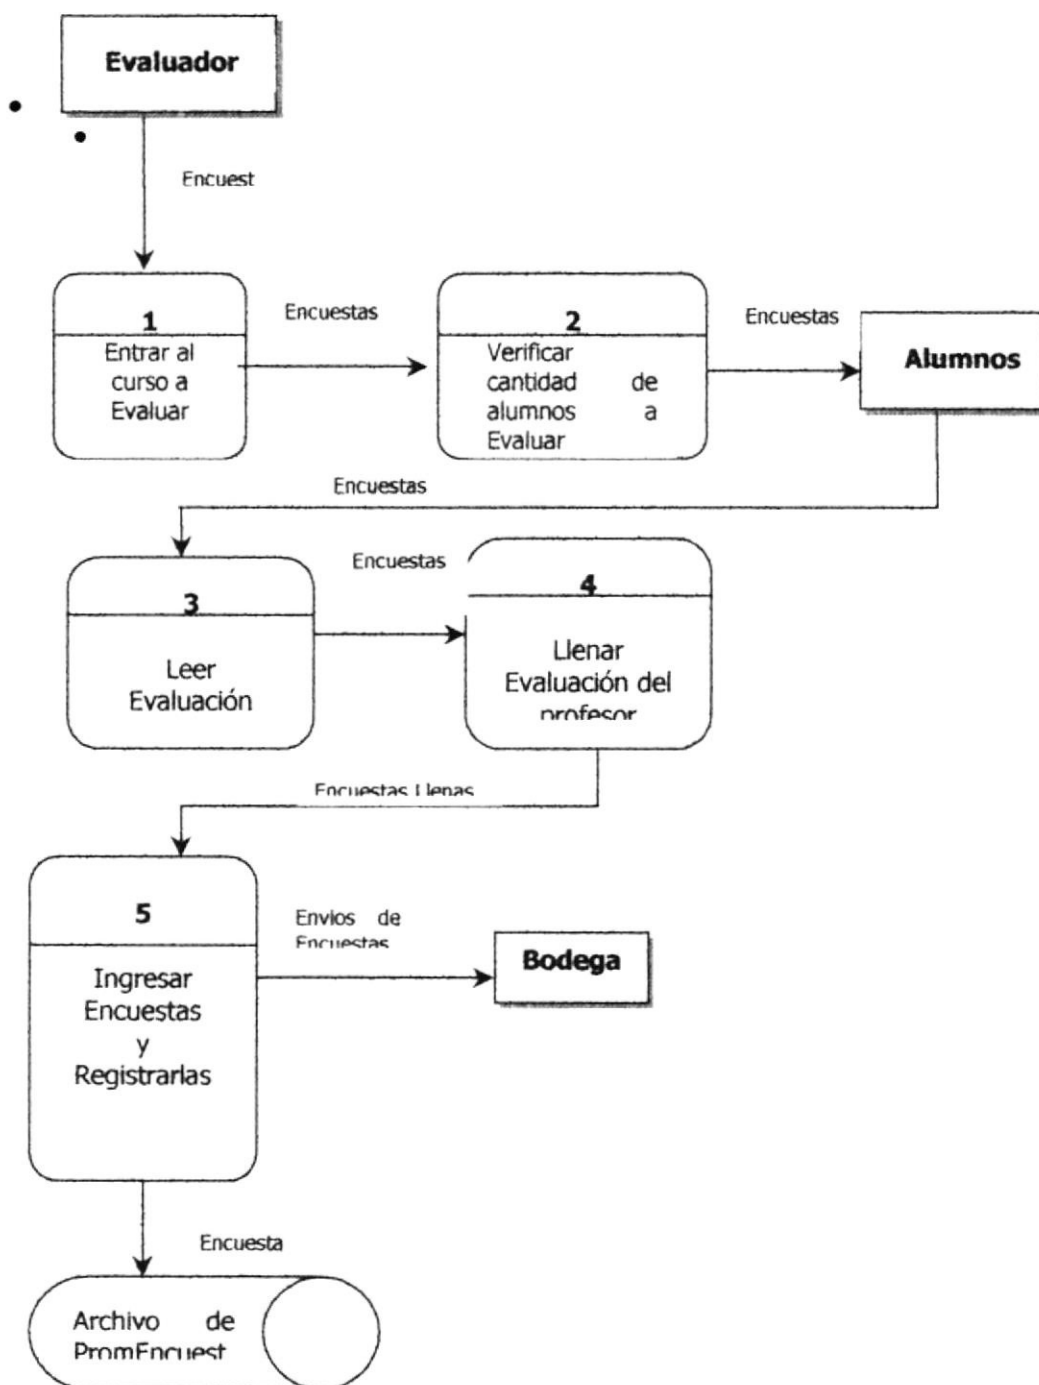 Evaluador
Encuest
1
Entrar al
curso a
Evaluar
Encuestas
2
Verificar
cantidad de
alumnos a
Evaluar
Encuestas
Alumnos
Encuestas
3
Leer
Evaluación
Encuestas
4
Llenar
Evaluación del
profesor
Encuestas Llenas
5
Ingresar
Encuestas
y
Registrarlas
Envios de
Encuestas
Bodega
Encuesta
Archivo de
PromEncuest